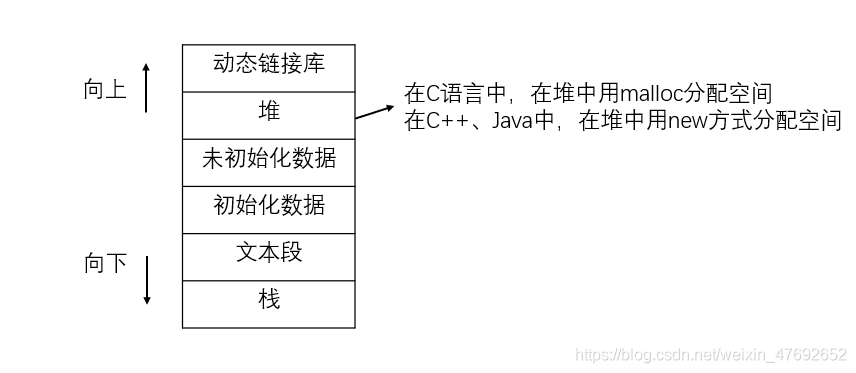 动态链接库
向上
堆
在C语言中，在堆中用malloc分配空间
在C++、Java中，在堆中用new方式分配空间
未初始化数据
初始化数据
文本段
向下
栈
https://blog.csdn.net/weixin_47692652